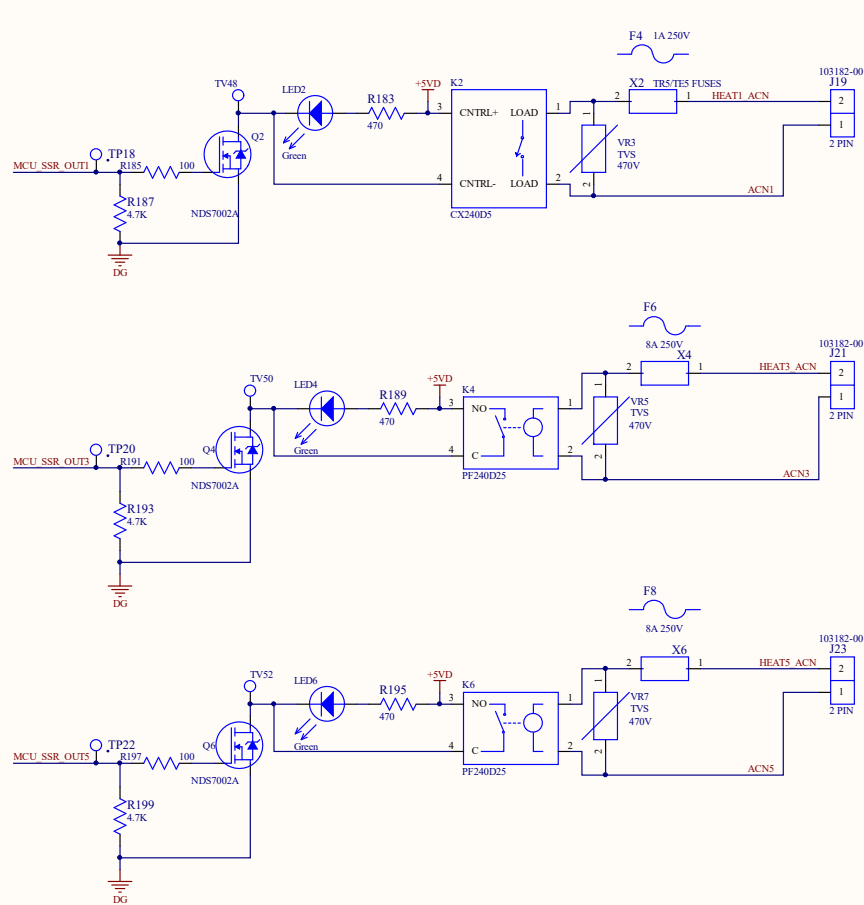 F4 1A 250V
TV48 LED2 R183 470 +5VD K2 X2 TR5/TE5 FUSES 103182-00
J19
2 1 HEAT1_ACN 2
3 CNTRL+ LOAD 1 1 1
Q2 Green VR3 2 PIN
TVS
470V
TP18
MCU_SSR_OUT1 R185 100
4 CNTRL- LOAD 2 2 ACN1
R187
4.7K
NDS7002A CX240D5
DG
F6
8A 250V
TV50 LED4 R189 470 +5VD K4 X4 103182-00
J21
2 1 HEAT3_ACN 2
3 NO 1 1 1
Q4 Green VR5 2 PIN
TVS
470V
4 C 2 2
TP20
MCU_SSR_OUT3 R191 100
PF240D25 ACN3
NDS7002A
R193
4.7K
DG
F8
8A 250V
TV52 LED6 R195 470 +5VD K6 X6 103182-00
J23
2 1 HEAT5_ACN 2
3 NO 1 1 1
Q6 Green VR7 2 PIN
TVS
470V
4 C 2 2
TP22
MCU_SSR_OUT5 R197 100
PF240D25 ACN5
NDS7002A
R199
4.7K
DG